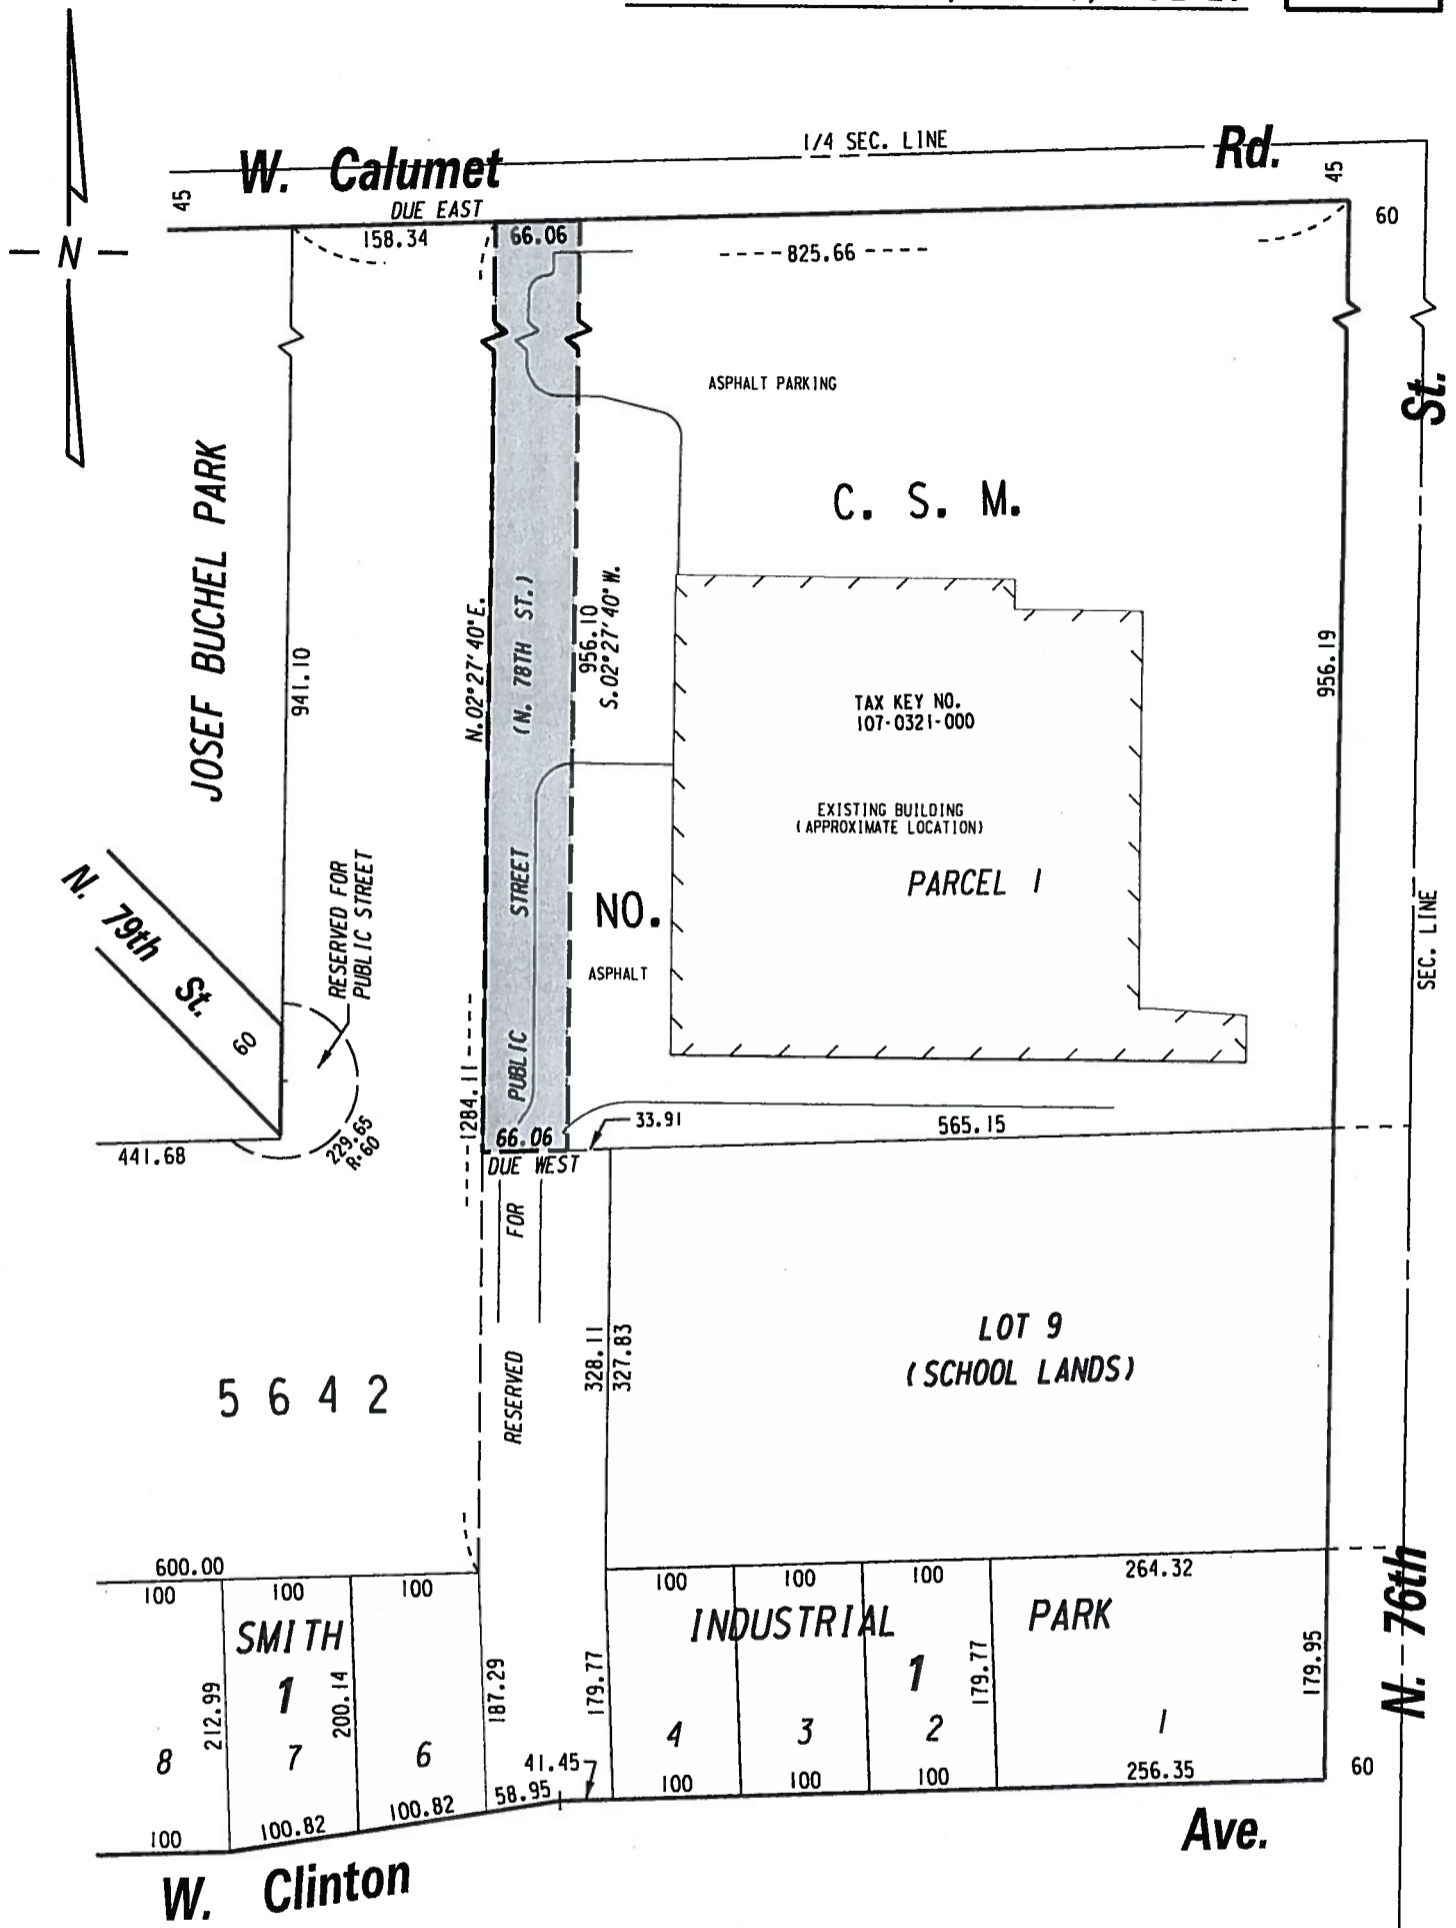 1/4 SEC. LINE
W. Calumet Rd.
45
45
DUE EAST
60
158.34
66.06
825.66
N
ASPHALT PARKING
St.
C. S. M.
JOSEF BUCHEL PARK
941.10
N.02°27'40"E.
(N. 78TH ST.)
956.10
S.02°27'40"W.
956.19
TAX KEY NO.
107-0321-000
EXISTING BUILDING
(APPROXIMATE LOCATION)
PARCEL 1
N. 79th St.
60
RESERVED FOR
PUBLIC STREET
STREET
NO.
SEC. LINE
ASPHALT
PUBLIC
1284.11
33.91
565.15
66.06
DUE WEST
441.68
229.65
R.60
FOR
328.11
327.83
LOT 9
(SCHOOL LANDS)
RESERVED
5642
600.00
100
100
100
100
100
100
264.32
SMITH
INDUSTRIAL
PARK
1
1
212.99
200.14
187.29
179.77
179.77
179.95
N. 76th
8
7
6
4
3
2
1
41.45
58.95
100
100
100
256.35
60
100
100.82
100.82
W. Clinton Ave.